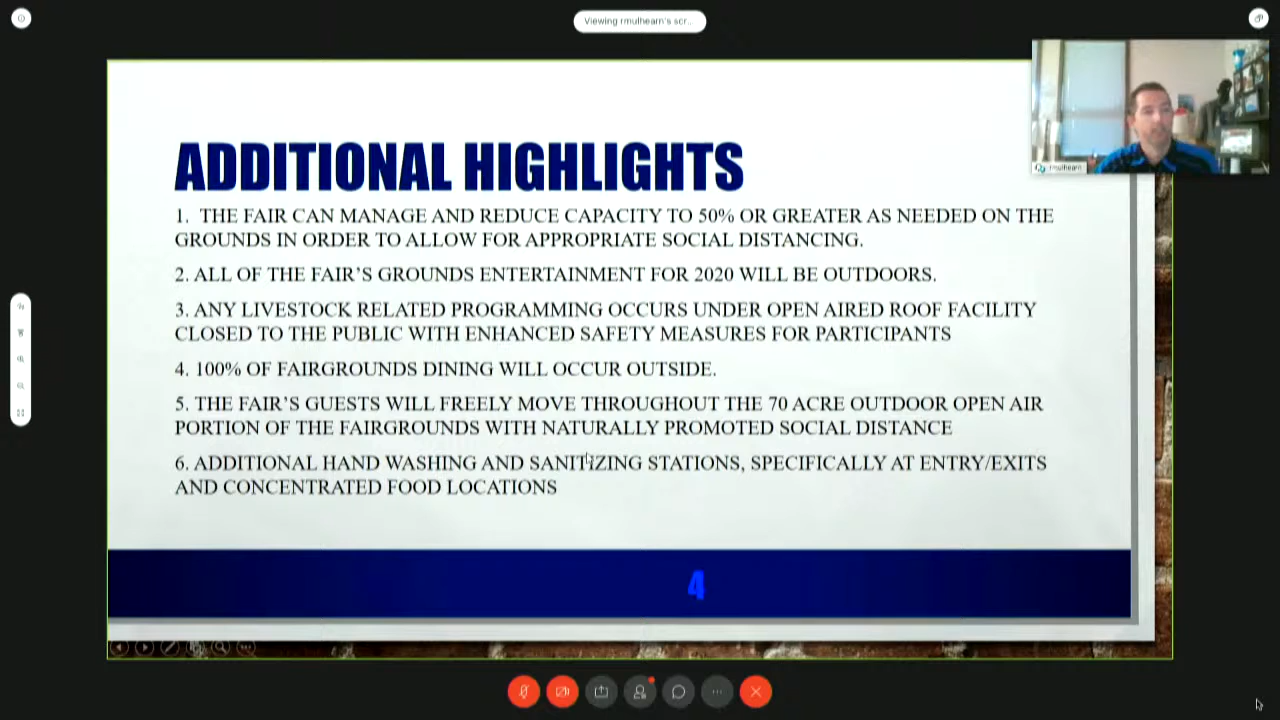 Viewing rmulhearn's scr...
rmulhearn
ADDITIONAL HIGHLIGHTS
1. THE FAIR CAN MANAGE AND REDUCE CAPACITY TO 50% OR GREATER AS NEEDED ON THE
GROUNDS IN ORDER TO ALLOW FOR APPROPRIATE SOCIAL DISTANCING.
2. ALL OF THE FAIR'S GROUNDS ENTERTAINMENT FOR 2020 WILL BE OUTDOORS.
3. ANY LIVESTOCK RELATED PROGRAMMING OCCURS UNDER OPEN AIRED ROOF FACILITY
CLOSED TO THE PUBLIC WITH ENHANCED SAFETY MEASURES FOR PARTICIPANTS
4. 100% OF FAIRGROUNDS DINING WILL OCCUR OUTSIDE.
5. THE FAIR'S GUESTS WILL FREELY MOVE THROUGHOUT THE 70 ACRE OUTDOOR OPEN AIR
PORTION OF THE FAIRGROUNDS WITH NATURALLY PROMOTED SOCIAL DISTANCE
6. ADDITIONAL HAND WASHING AND SANITIZING STATIONS, SPECIFICALLY AT ENTRY/EXITS
AND CONCENTRATED FOOD LOCATIONS
4